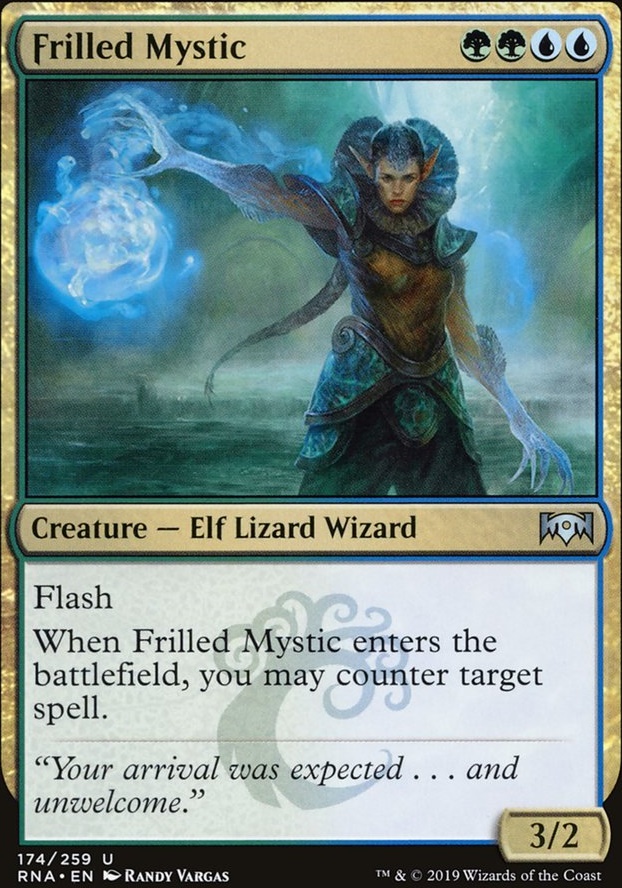 Frilled Mystic
Creature — Elf Lizard Wizard
Flash
When Frilled Mystic enters the
battlefield, you may counter target
spell.
“Your arrival was expected . . . and
unwelcome.”
3/2
174/259 U
RNA • EN Randy Vargas
™ & © 2019 Wizards of the Coast